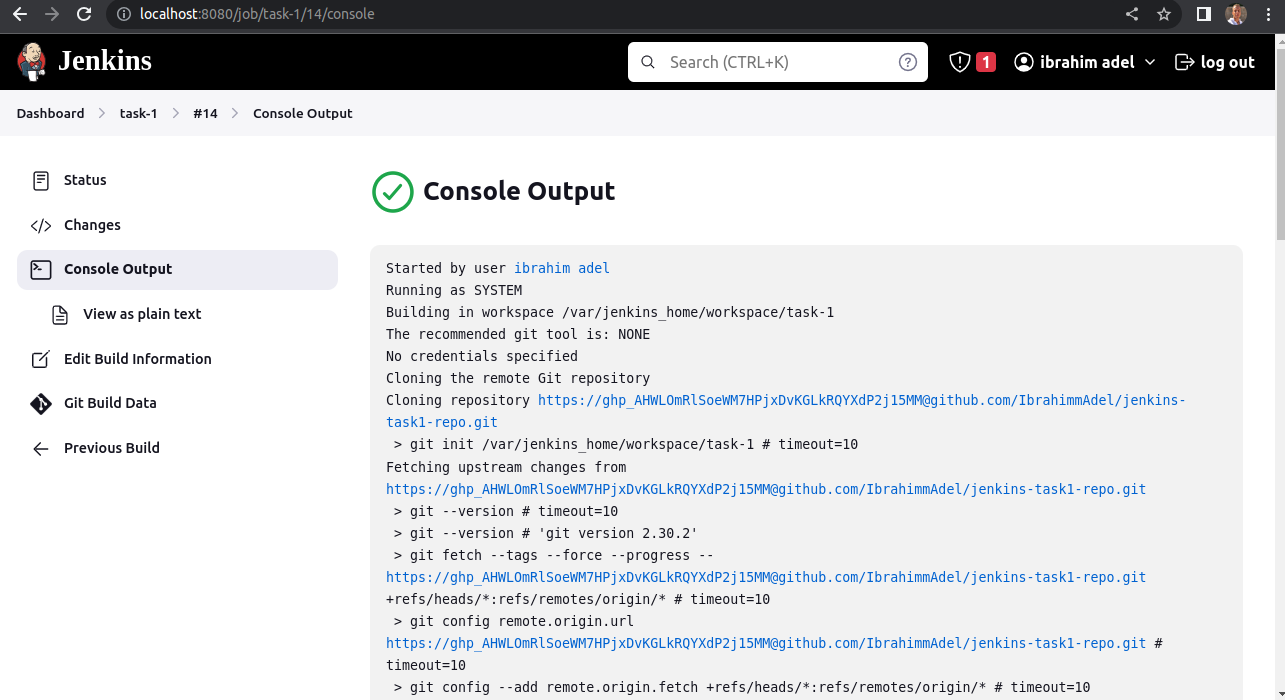 localhost:8080/job/task-1/14/console
Jenkins
Search (CTRL+K)
?
1
ibrahim adel
log out
Dashboard
task-1
#14
Console Output
Status
Changes
Console Output
View as plain text
Edit Build Information
Git Build Data
Previous Build
Console Output
Started by user ibrahim adel
Running as SYSTEM
Building in workspace /var/jenkins_home/workspace/task-1
The recommended git tool is: NONE
No credentials specified
Cloning the remote Git repository
Cloning repository https://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@github.com/IbrahimmAdel/jenkins-
task1-repo.git
 > git init /var/jenkins_home/workspace/task-1 # timeout=10
Fetching upstream changes from
https://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@github.com/IbrahimmAdel/jenkins-task1-repo.git
 > git --version # timeout=10
 > git --version # 'git version 2.30.2'
 > git fetch --tags --force --progress --
https://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@github.com/IbrahimmAdel/jenkins-task1-repo.git
+refs/heads/*:refs/remotes/origin/* # timeout=10
 > git config remote.origin.url
https://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@github.com/IbrahimmAdel/jenkins-task1-repo.git #
timeout=10
 > git config --add remote.origin.fetch +refs/heads/*:refs/remotes/origin/* # timeout=10